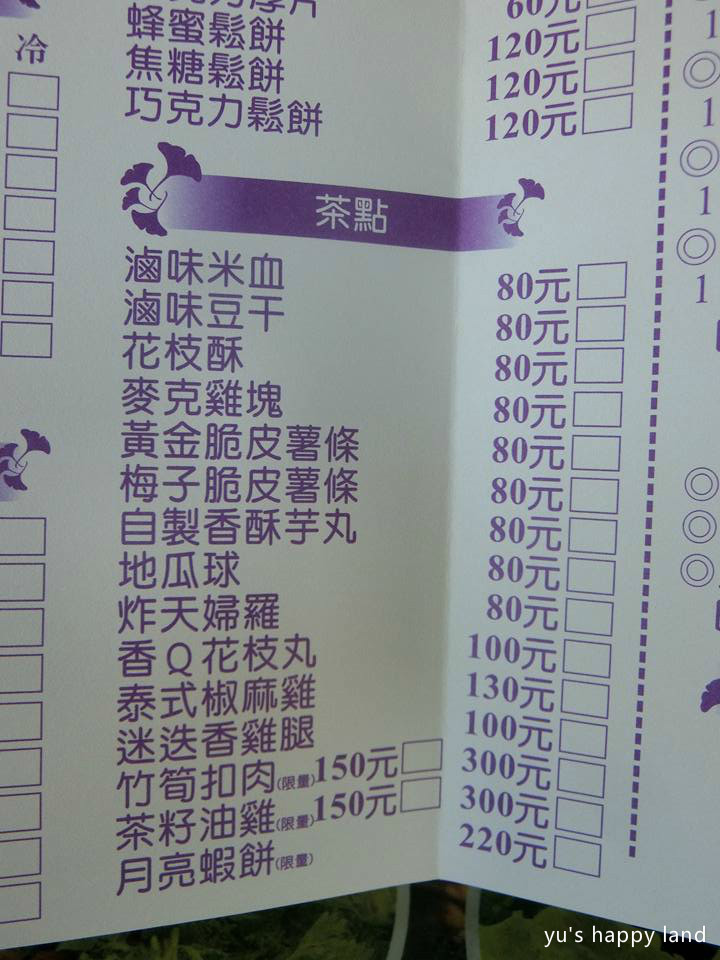 冷
蜂蜜鬆餅 120元
焦糖鬆餅 120元
巧克力鬆餅 120元
茶點
滷味米血 80元
滷味豆干 80元
花枝酥 80元
麥克雞塊 80元
黃金脆皮薯條 80元
梅子脆皮薯條 80元
自製香酥芋丸 80元
地瓜球 80元
炸天婦羅 80元
香Q花枝丸 100元
泰式椒麻雞 130元
迷迭香雞腿 100元
竹筍扣肉(限量) 150元 300元
茶籽油雞(限量) 150元 300元
月亮蝦餅(限量) 220元
yu's happy land